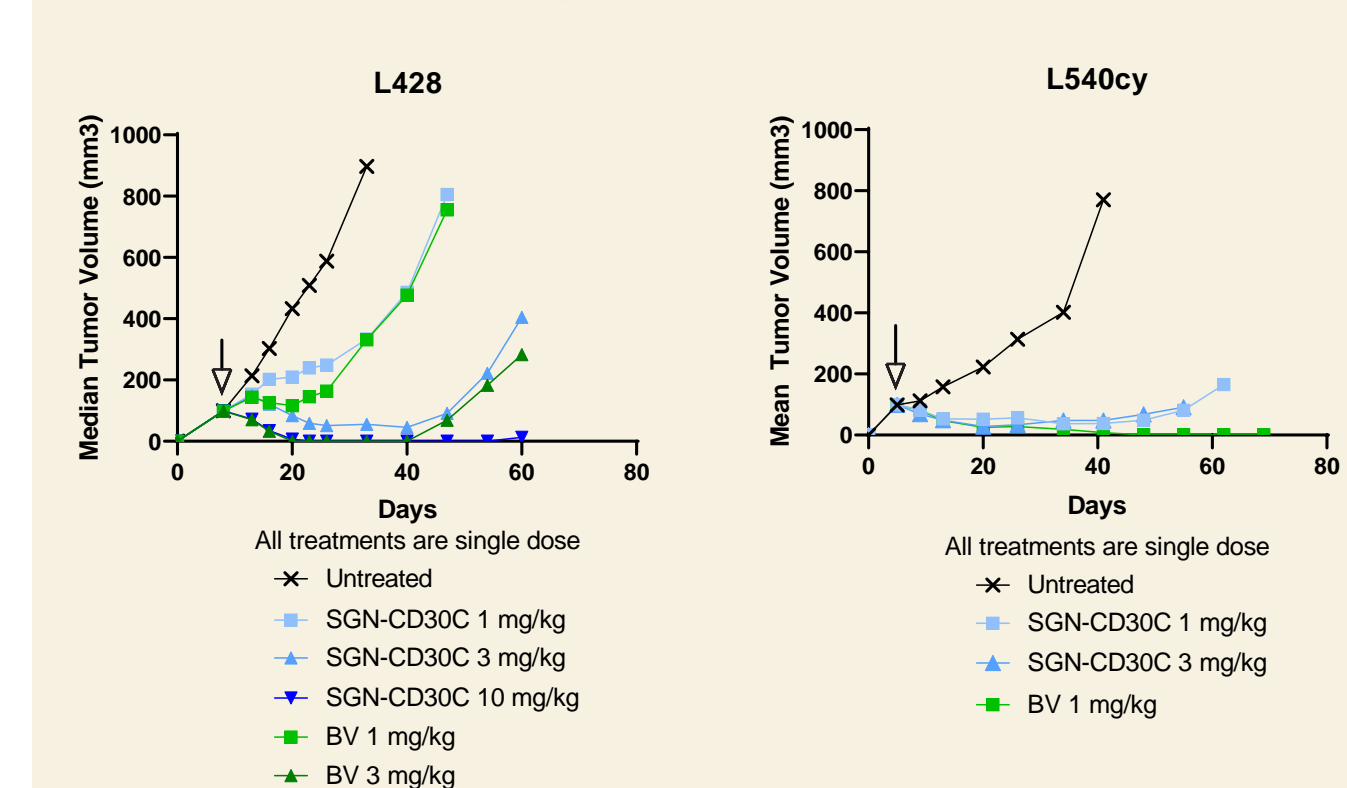 L428
Median Tumor Volume (mm3)
1000
800
600
400
200
0
0 20 40 60 80
Days
All treatments are single dose
Untreated
SGN-CD30C 1 mg/kg
SGN-CD30C 3 mg/kg
SGN-CD30C 10 mg/kg
BV 1 mg/kg
BV 3 mg/kg
L540cy
Mean Tumor Volume (mm3)
1000
800
600
400
200
0
0 20 40 60 80
Days
All treatments are single dose
Untreated
SGN-CD30C 1 mg/kg
SGN-CD30C 3 mg/kg
BV 1 mg/kg